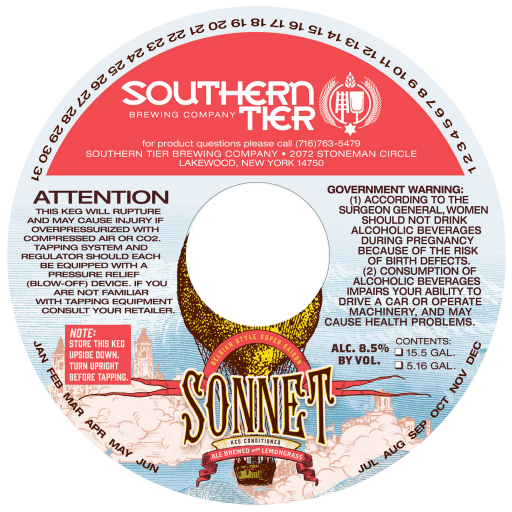 31 30 29 28 27 26 25 24 23 22 21 20 19 18 17 16 15 14 13 12 11 10 9 8 7 6 5 4 3 2 1
SOUTHERN
BREWING COMPANY TIER
for product questions please call (716)763-5479
SOUTHERN TIER BREWING COMPANY • 2072 STONEMAN CIRCLE
LAKEWOOD, NEW YORK 14750
ATTENTION
THIS KEG WILL RUPTURE
AND MAY CAUSE INJURY IF
OVERPRESSURIZED WITH
COMPRESSED AIR OR CO2.
TAPPING SYSTEM AND
REGULATOR SHOULD EACH
BE EQUIPPED WITH A
PRESSURE RELIEF
(BLOW-OFF) DEVICE. IF YOU
ARE NOT FAMILIAR
WITH TAPPING EQUIPMENT
CONSULT YOUR RETAILER.
NOTE:
STORE THIS KEG
UPSIDE DOWN.
TURN UPRIGHT
BEFORE TAPPING.
GOVERNMENT WARNING:
(1) ACCORDING TO THE
SURGEON GENERAL, WOMEN
SHOULD NOT DRINK
ALCOHOLIC BEVERAGES
DURING PREGNANCY
BECAUSE OF THE RISK
OF BIRTH DEFECTS.
(2) CONSUMPTION OF
ALCOHOLIC BEVERAGES
IMPAIRS YOUR ABILITY TO
DRIVE A CAR OR OPERATE
MACHINERY, AND MAY
CAUSE HEALTH PROBLEMS.
ALC. 8.5%
BY VOL.
CONTENTS:
15.5 GAL.
5.16 GAL.
BELGIAN STYLE SUPER SAISON
SONNET
KEG CONDITIONED
ALE BREWED with LEMONGRASS
JAN FEB MAR APR MAY JUN
JUL AUG SEP OCT NOV DEC